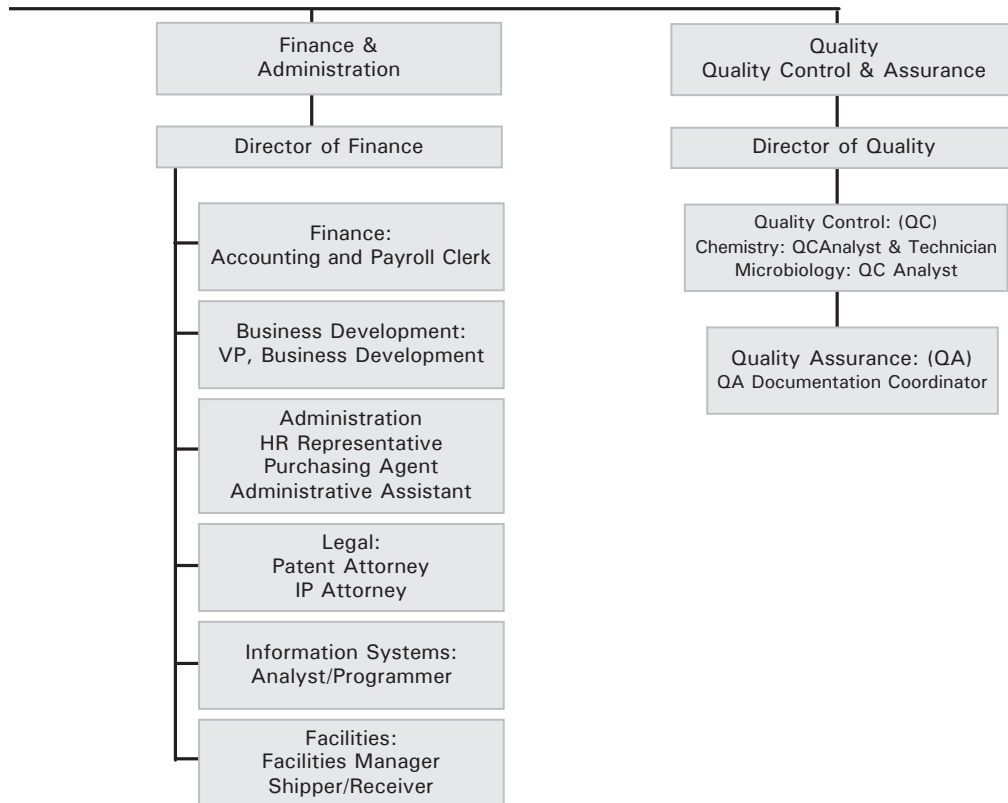 Finance &
Administration
Director of Finance
Finance:
Accounting and Payroll Clerk
Business Development:
VP, Business Development
Administration
HR Representative
Purchasing Agent
Administrative Assistant
Legal:
Patent Attorney
IP Attorney
Information Systems:
Analyst/Programmer
Facilities:
Facilities Manager
Shipper/Receiver
Quality
Quality Control & Assurance
Director of Quality
Quality Control: (QC)
Chemistry: QCAnalyst & Technician
Microbiology: QC Analyst
Quality Assurance: (QA)
QA Documentation Coordinator